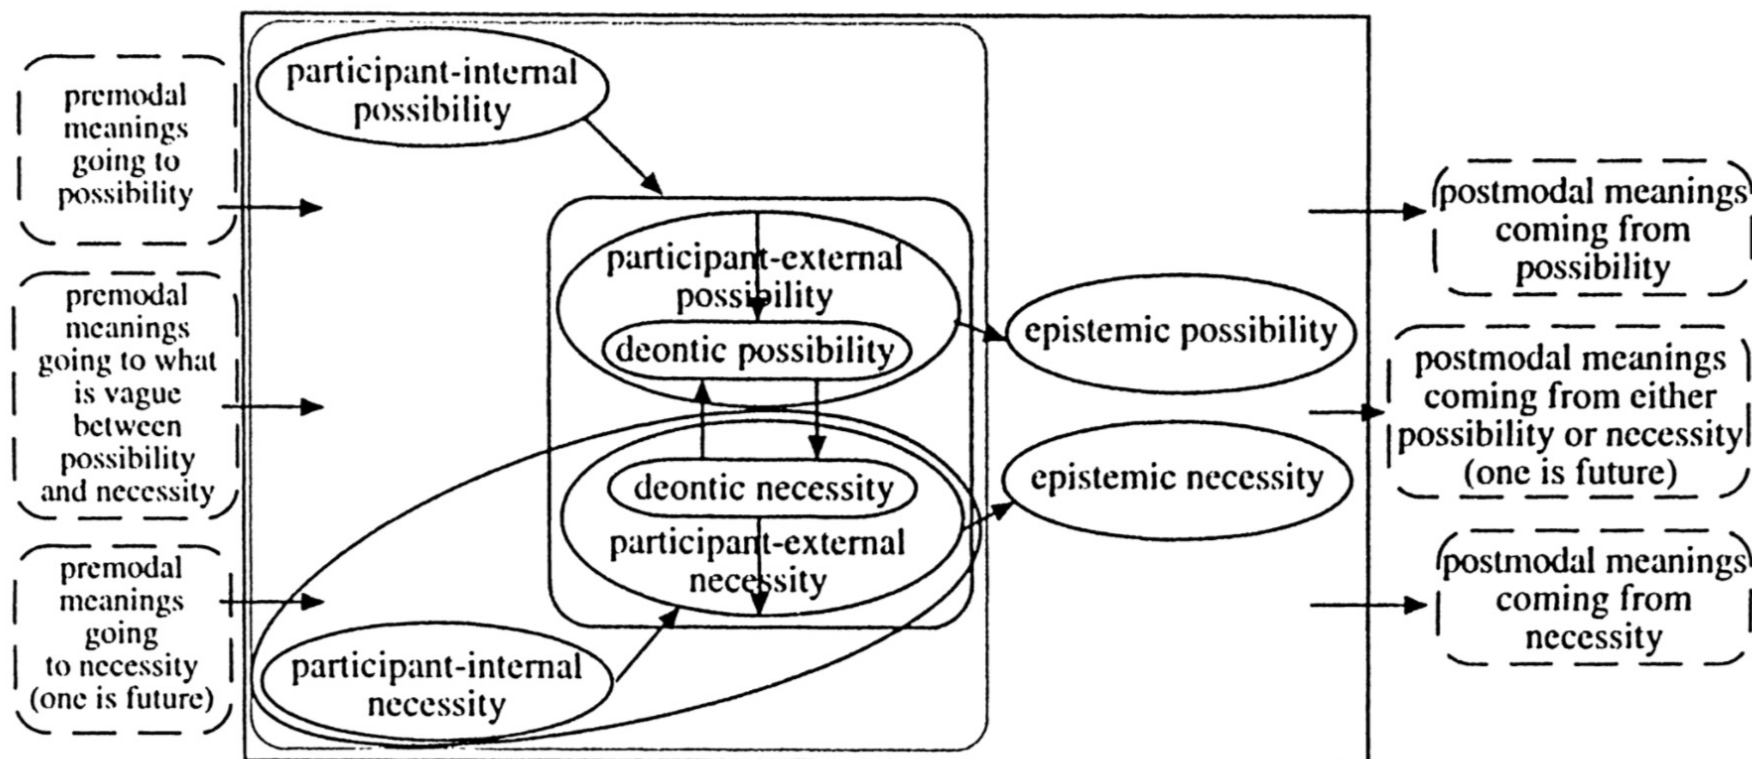 premodal
meanings
going to
possibility
premodal
meanings
going to what
is vague
between
possibility
and necessity
premodal
meanings
going
to necessity
(one is future)
participant-internal
possibility
participant-external
possibility
deontic possibility
deontic necessity
participant-external
necessity
participant-internal
necessity
epistemic possibility
epistemic necessity
postmodal meanings
coming from
possibility
postmodal meanings
coming from either
possibility or necessity
(one is future)
postmodal meanings
coming from
necessity